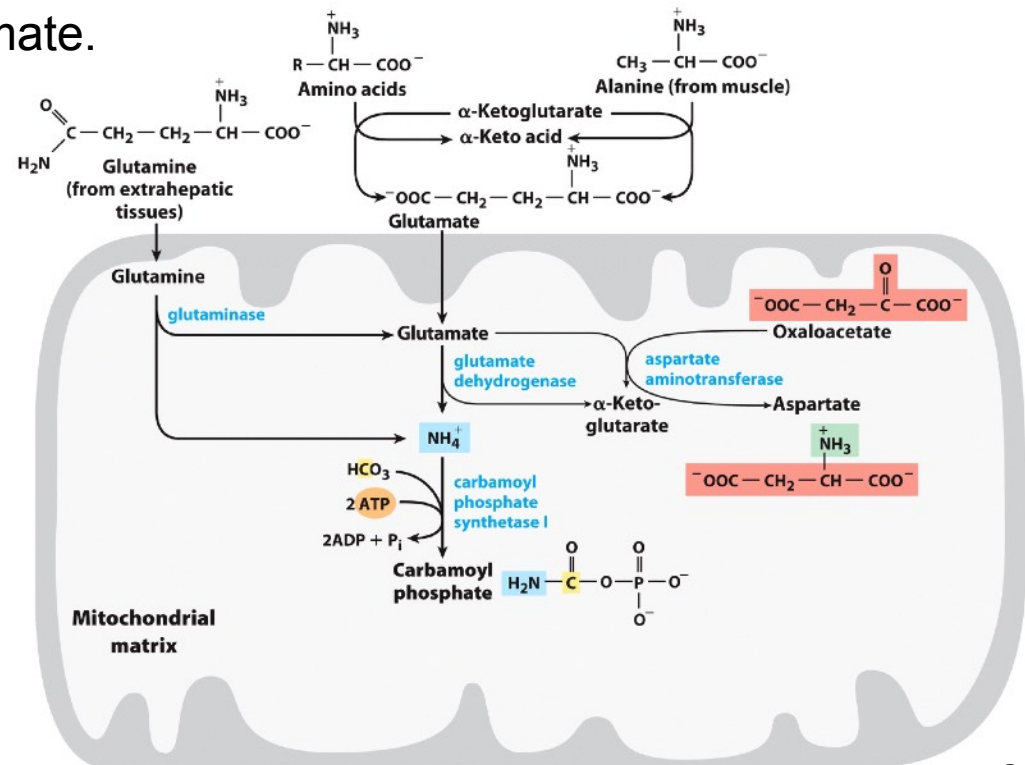 nate.
+
NH3
R — CH — COO−
Amino acids
+
NH3
CH3 — CH — COO−
Alanine (from muscle)
O
+
NH3
C — CH2 — CH2 — CH — COO−
H2N
Glutamine
(from extrahepatic
tissues)
α-Ketoglutarate
α-Keto acid
+
NH3
−OOC — CH2 — CH2 — CH — COO−
Glutamate
Glutamine
glutaminase
Glutamate
glutamate
dehydrogenase
O
−OOC — CH2 — C — COO−
Oxaloacetate
aspartate
aminotransferase
α-Keto-
glutarate
Aspartate
+
NH3
−OOC — CH2 — CH — COO−
NH4+
HCO3
2 ATP
2ADP + Pi
carbamoyl
phosphate
synthetase I
Carbamoyl
phosphate
O O
H2N — C — O — P — O−
O−
Mitochondrial
matrix